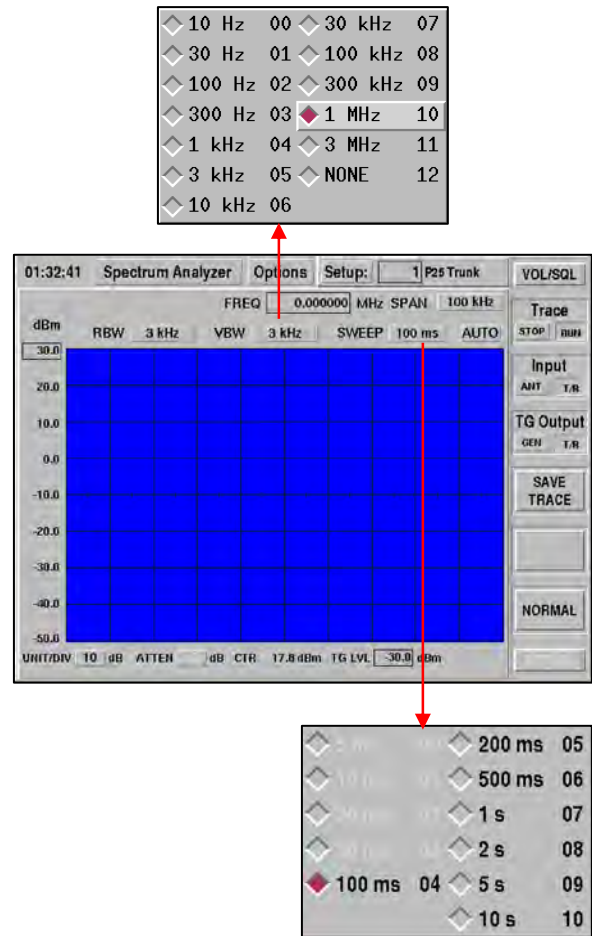 10 Hz 00 30 kHz 07
30 Hz 01 100 kHz 08
100 Hz 02 300 kHz 09
300 Hz 03 1 MHz 10
1 kHz 04 3 MHz 11
3 kHz 05 NONE 12
10 kHz 06
01:32:41 Spectrum Analyzer Options Setup: 1 P25 Trunk VOL/SQL
FREQ 0.000000 MHz SPAN 100 kHz
dBm RBW 3 kHz VBW 3 kHz SWEEP 100 ms AUTO
Trace
STOP RUN
30.0
20.0
10.0
0.0
-10.0
-20.0
-30.0
-40.0
-50.0
Input
ANT T/R
TG Output
GEN T/R
SAVE
TRACE
NORMAL
UNIT/DIV 10 dB ATTEN dB CTR 17.8 dBm TG LVL -30.0 dBm
200 ms 05
500 ms 06
1 s 07
2 s 08
100 ms 04 5 s 09
10 s 10